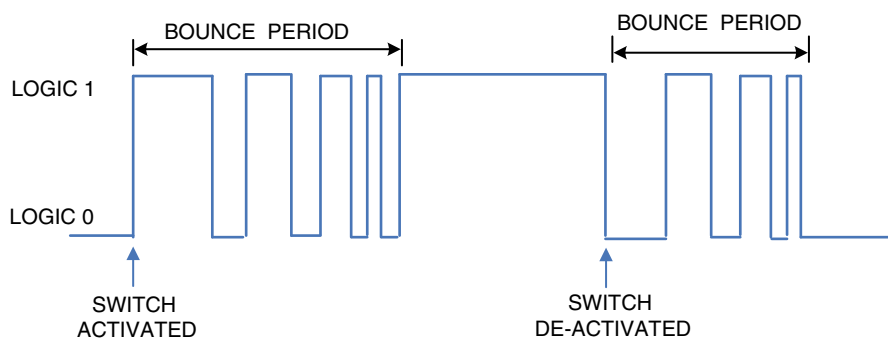 BOUNCE PERIOD
BOUNCE PERIOD
LOGIC 1
LOGIC 0
SWITCH
ACTIVATED
SWITCH
DE-ACTIVATED